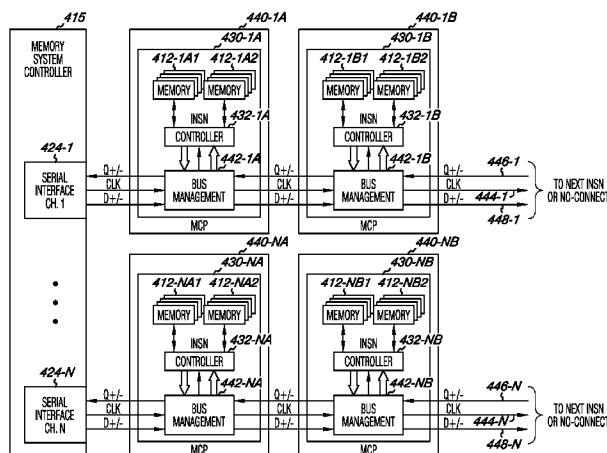 415
440-1A
440-1B
430-1A
430-1B
MEMORY
SYSTEM
CONTROLLER
412-1A1
412-1A2
412-1B1
412-1B2
MEMORY
MEMORY
MEMORY
MEMORY
INSN
432-1A
INSN
432-1B
CONTROLLER
CONTROLLER
424-1
442-1A
442-1B
SERIAL
INTERFACE
CH. 1
Q+/-
CLK
D+/-
BUS
MANAGEMENT
Q+/-
CLK
D+/-
BUS
MANAGEMENT
Q+/-
CLK
D+/-
446-1
444-1
448-1
TO NEXT INSN
OR NO-CONNECT
MCP
MCP
440-NA
440-NB
430-NA
430-NB
412-NA1
412-NA2
412-NB1
412-NB2
MEMORY
MEMORY
MEMORY
MEMORY
INSN
432-NA
INSN
432-NB
CONTROLLER
CONTROLLER
424-N
442-NA
442-NB
SERIAL
INTERFACE
CH. N
Q+/-
CLK
D+/-
BUS
MANAGEMENT
Q+/-
CLK
D+/-
BUS
MANAGEMENT
Q+/-
CLK
D+/-
446-N
444-N
448-N
TO NEXT INSN
OR NO-CONNECT
MCP
MCP